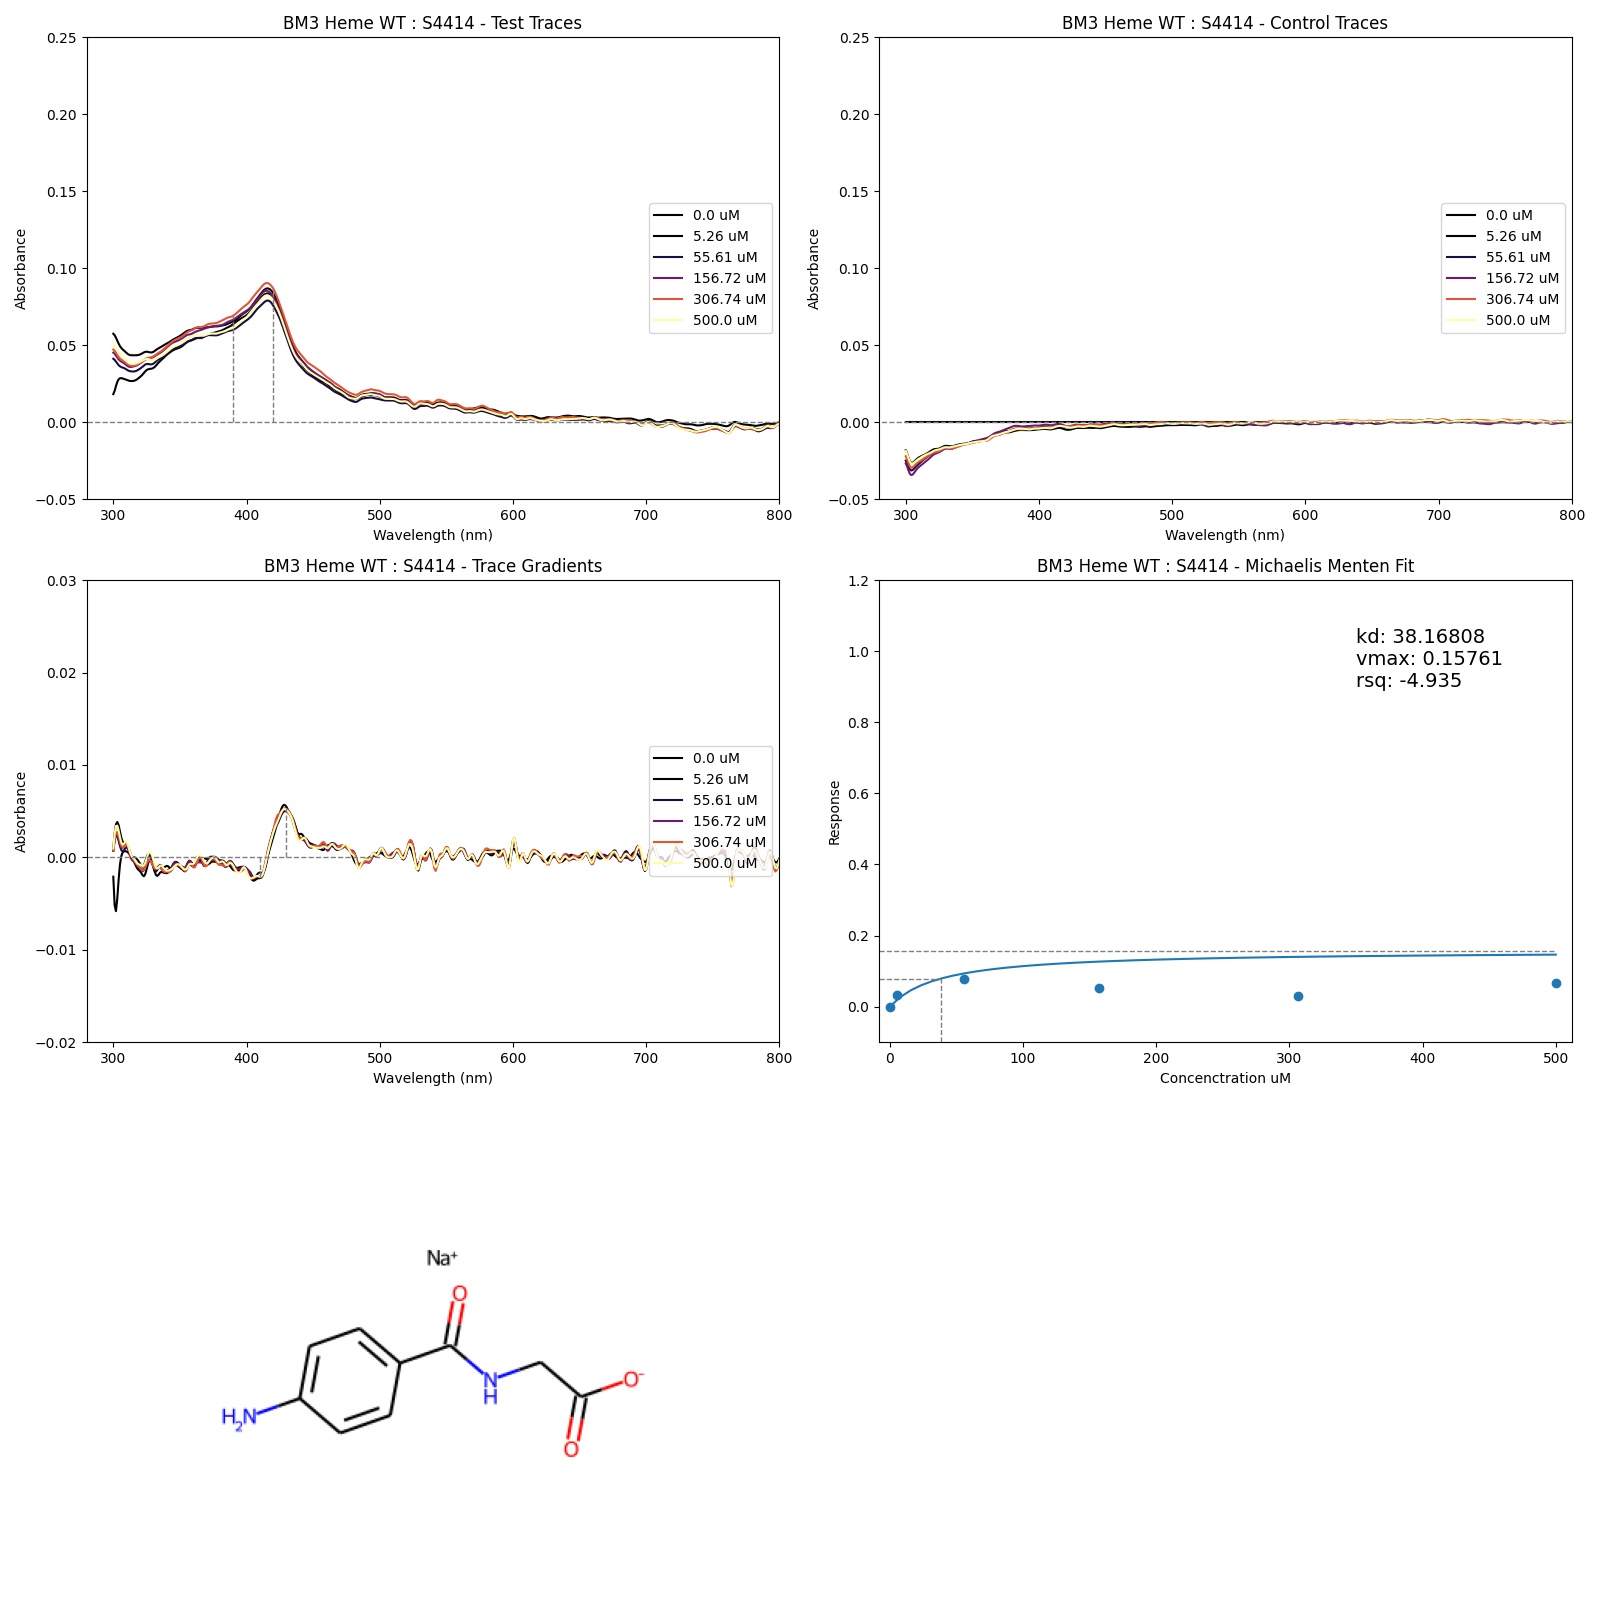 BM3 Heme WT : S4414 - Test Traces
0.25
0.20
0.15
0.10
0.05
0.00
−0.05
Absorbance
300 400 500 600 700 800
Wavelength (nm)
0.0 uM
5.26 uM
55.61 uM
156.72 uM
306.74 uM
500.0 uM
BM3 Heme WT : S4414 - Control Traces
0.25
0.20
0.15
0.10
0.05
0.00
−0.05
Absorbance
300 400 500 600 700 800
Wavelength (nm)
0.0 uM
5.26 uM
55.61 uM
156.72 uM
306.74 uM
500.0 uM
BM3 Heme WT : S4414 - Trace Gradients
0.03
0.02
0.01
0.00
−0.01
−0.02
Absorbance
300 400 500 600 700 800
Wavelength (nm)
0.0 uM
5.26 uM
55.61 uM
156.72 uM
306.74 uM
500.0 uM
BM3 Heme WT : S4414 - Michaelis Menten Fit
1.2
1.0
0.8
0.6
0.4
0.2
0.0
Response
0 100 200 300 400 500
Concenctration uM
kd: 38.16808
vmax: 0.15761
rsq: -4.935
Na+
O
N
H
O-
H2N
O